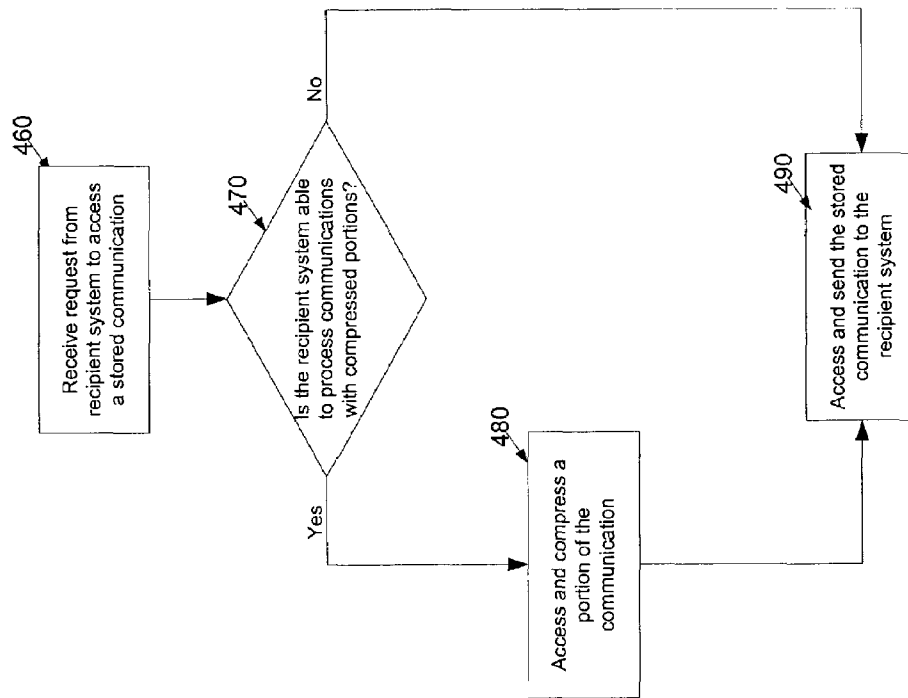 460
Receive request from
recipient system to access
a stored communication
470
Is the recipient system able
to process communications
with compressed portions?
No
Yes
480
Access and compress a
portion of the
communication
490
Access and send the stored
communication to the
recipient system